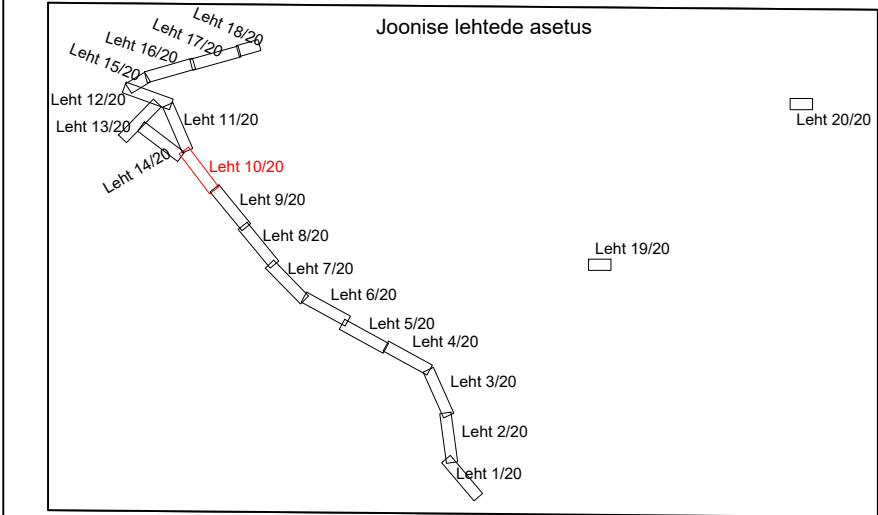 Joonise lehtede asetus
Leht 18/20
Leht 17/20
Leht 16/20
Leht 15/20
Leht 12/20
Leht 13/20
Leht 11/20
Leht 14/20
Leht 10/20
Leht 9/20
Leht 8/20
Leht 7/20
Leht 6/20
Leht 5/20
Leht 4/20
Leht 3/20
Leht 2/20
Leht 1/20
Leht 20/20
Leht 19/20